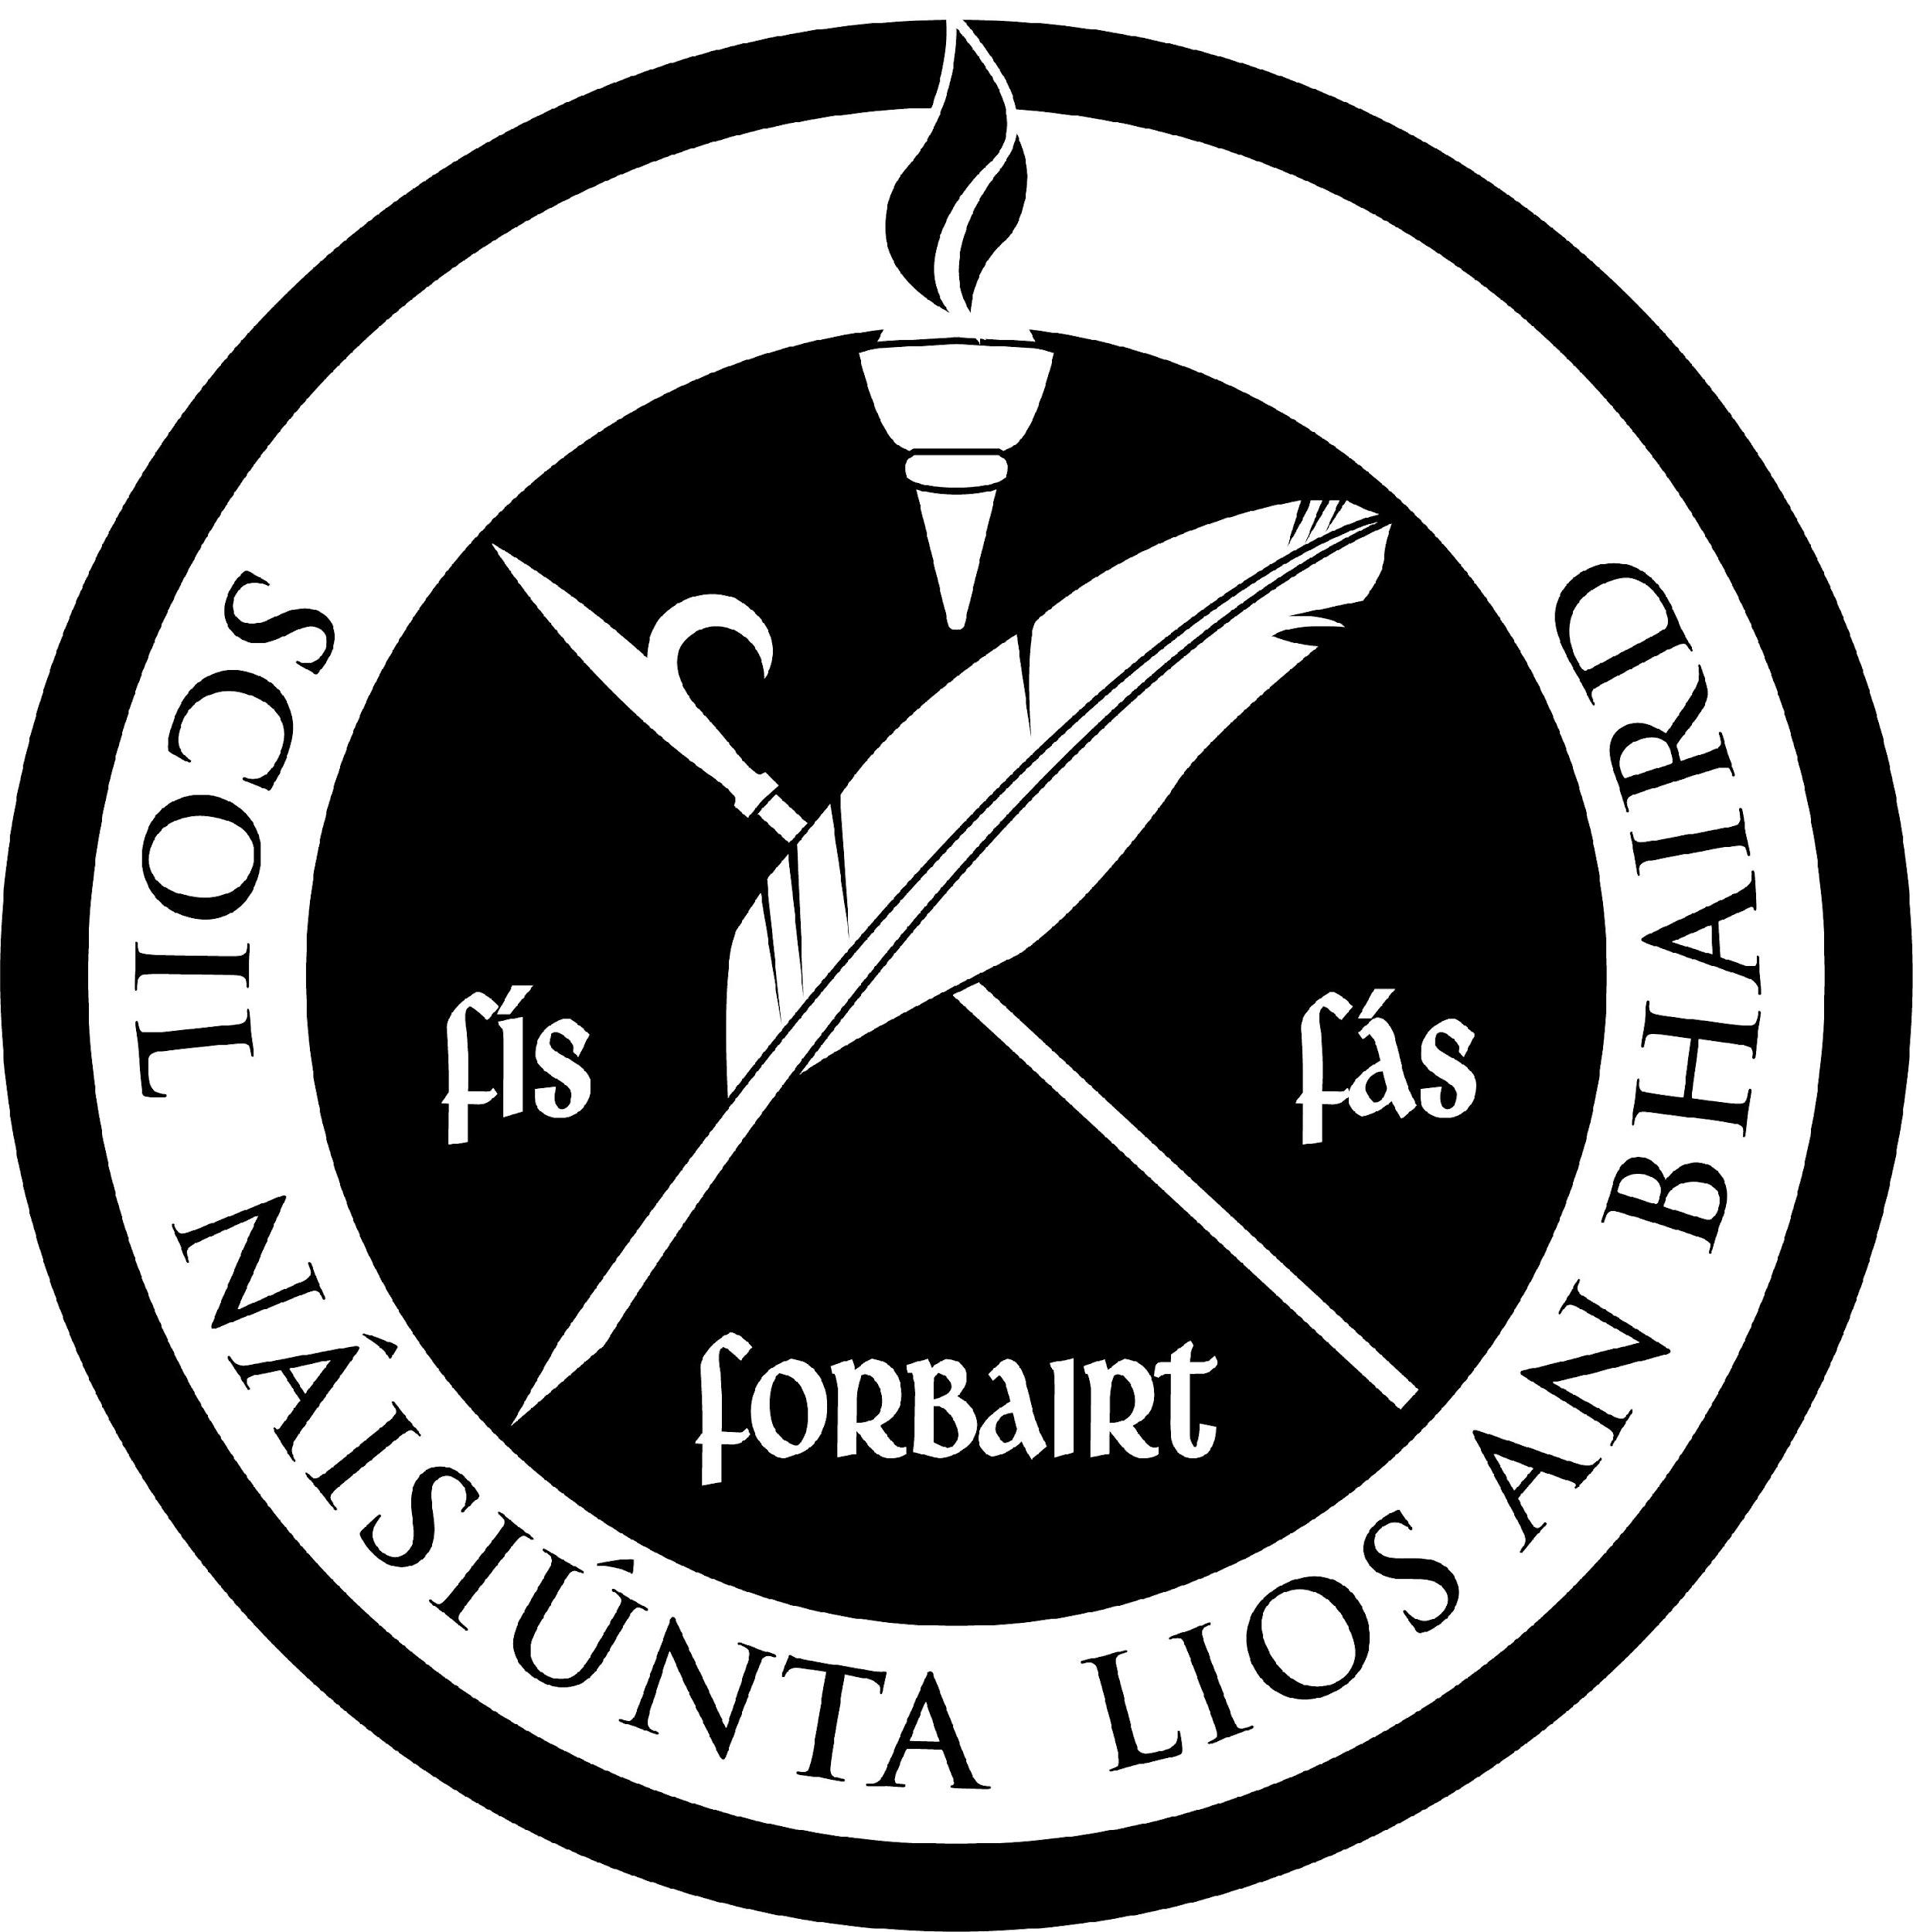 SCOIL NÁISIÚNTA LIOS AN BHAIRD
fís
fás
forbairt